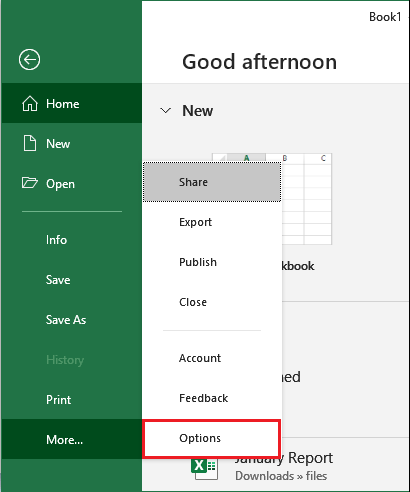 Book1
Good afternoon
Home
New
New
Open
Info
Save
Save As
History
Print
More...
A B C
Share
Export
Publish
Close
Account
Feedback
Options
kbook
ned
January Report
Downloads » files